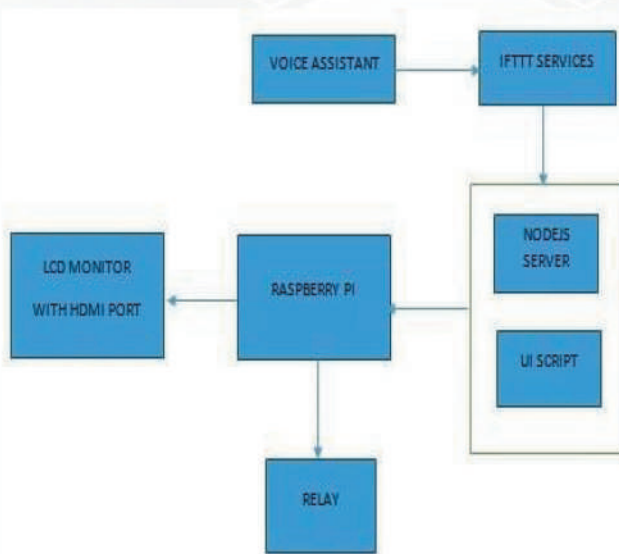 VOICE ASSISTANT
IFTTT SERVICES
NODEJS
SERVER
UI SCRIPT
RASPBERRY PI
LCD MONITOR
WITH HDMI PORT
RELAY